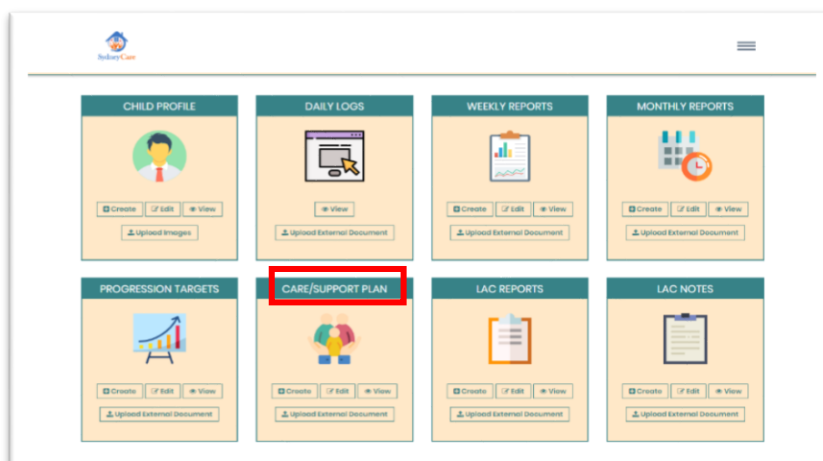 SydneyCare
CHILD PROFILE
Create Edit View
Upload Images
DAILY LOGS
View
Upload External Document
WEEKLY REPORTS
Create Edit View
Upload External Document
MONTHLY REPORTS
Create Edit View
Upload External Document
PROGRESSION TARGETS
Create Edit View
Upload External Document
CARE/SUPPORT PLAN
Create Edit View
Upload External Document
LAC REPORTS
Create Edit View
Upload External Document
LAC NOTES
Create Edit View
Upload External Document